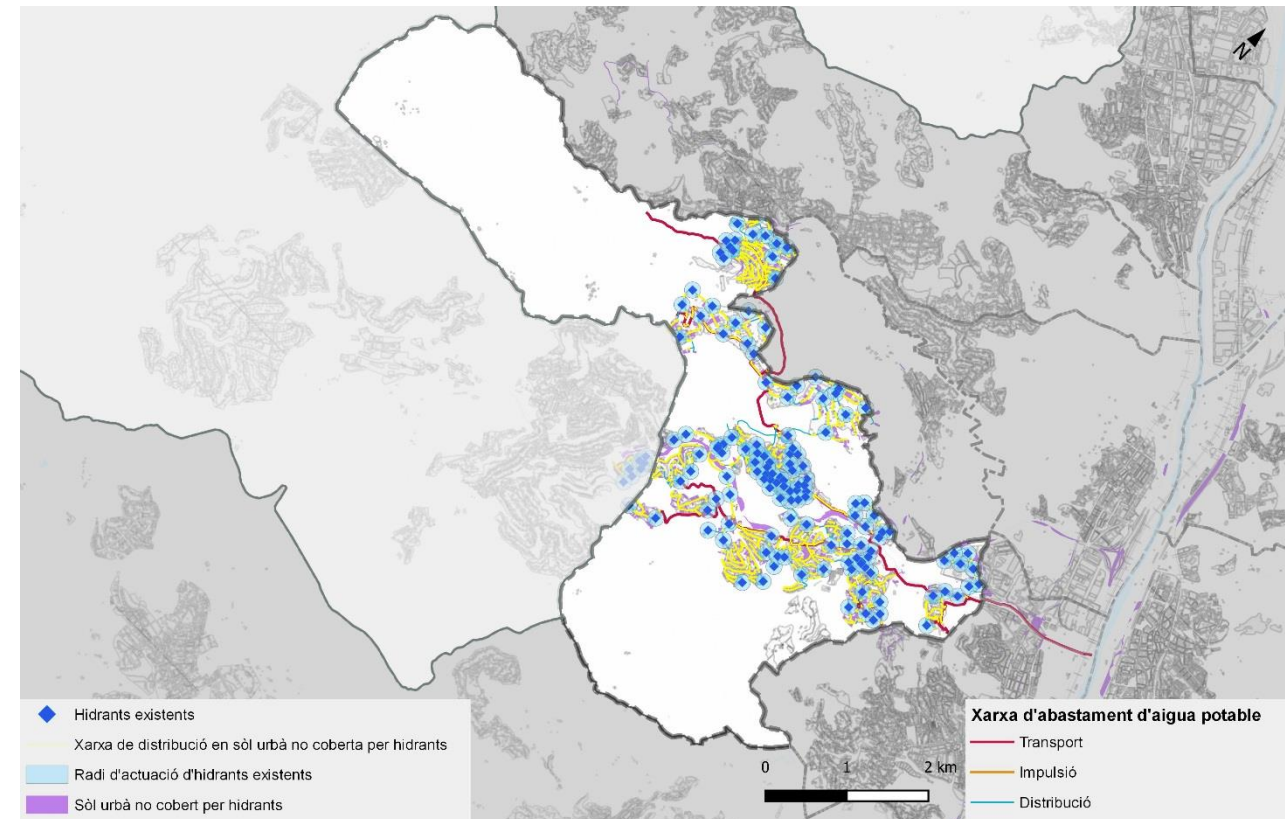 N
Hidrants existents
Xarxa de distribució en sòl urbà no coberta per hidrants
Radi d'actuació d'hidrants existents
Sòl urbà no cobert per hidrants
0 1 2 km
Xarxa d'abastament d'aigua potable
Transport
Impulsió
Distribució